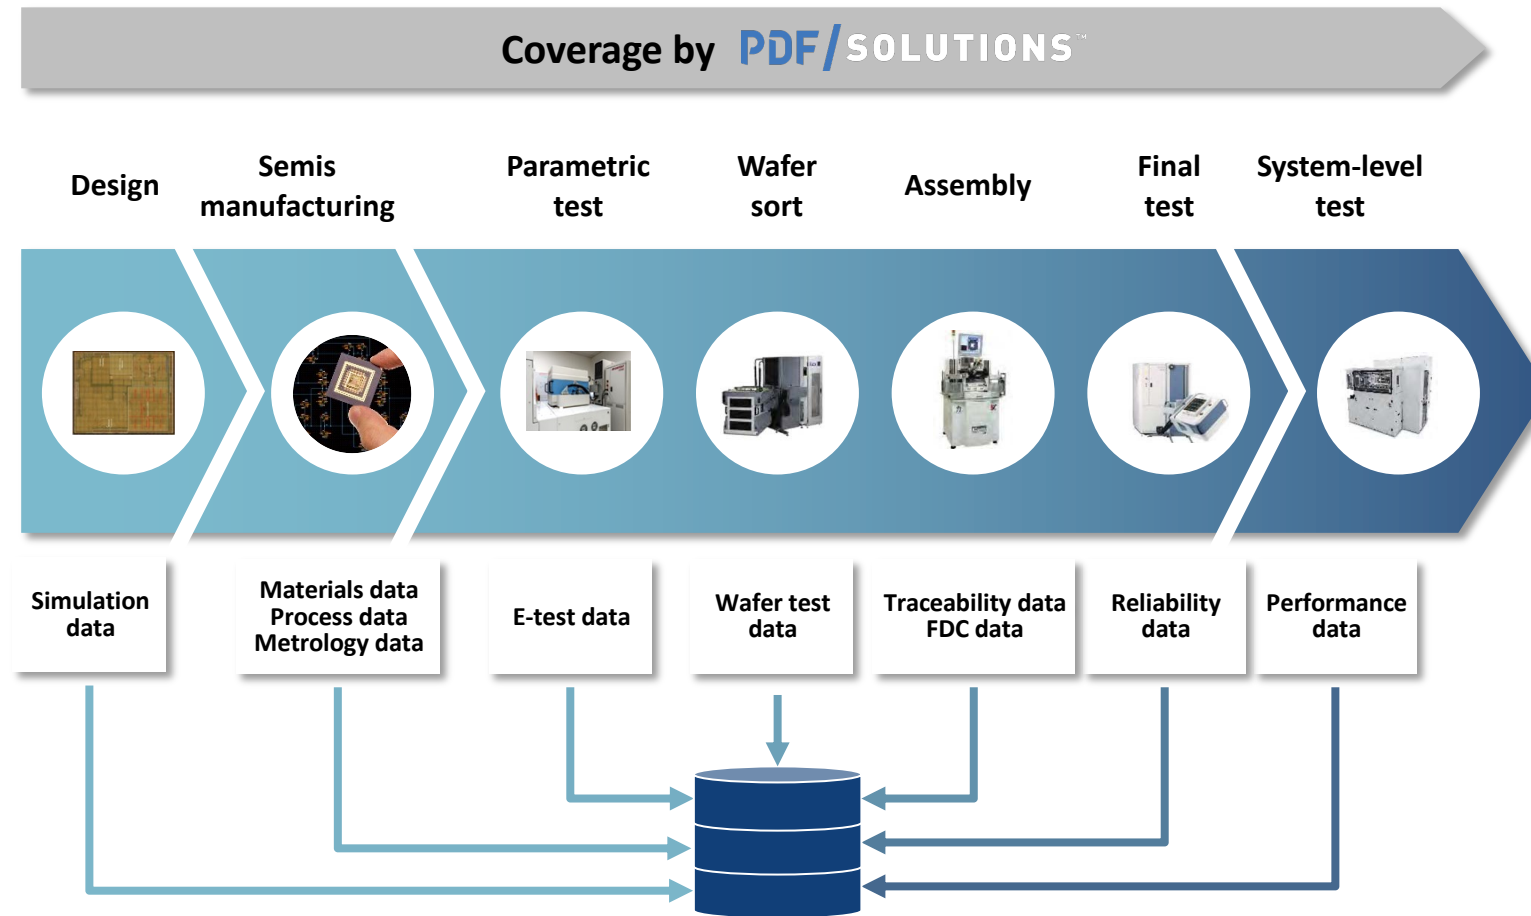 Coverage by PDF/SOLUTIONS™
Design
Semis
manufacturing
Parametric
test
Wafer
sort
Assembly
Final
test
System-level
test
Simulation
data
Materials data
Process data
Metrology data
E-test data
Wafer test
data
Traceability data
FDC data
Reliability
data
Performance
data